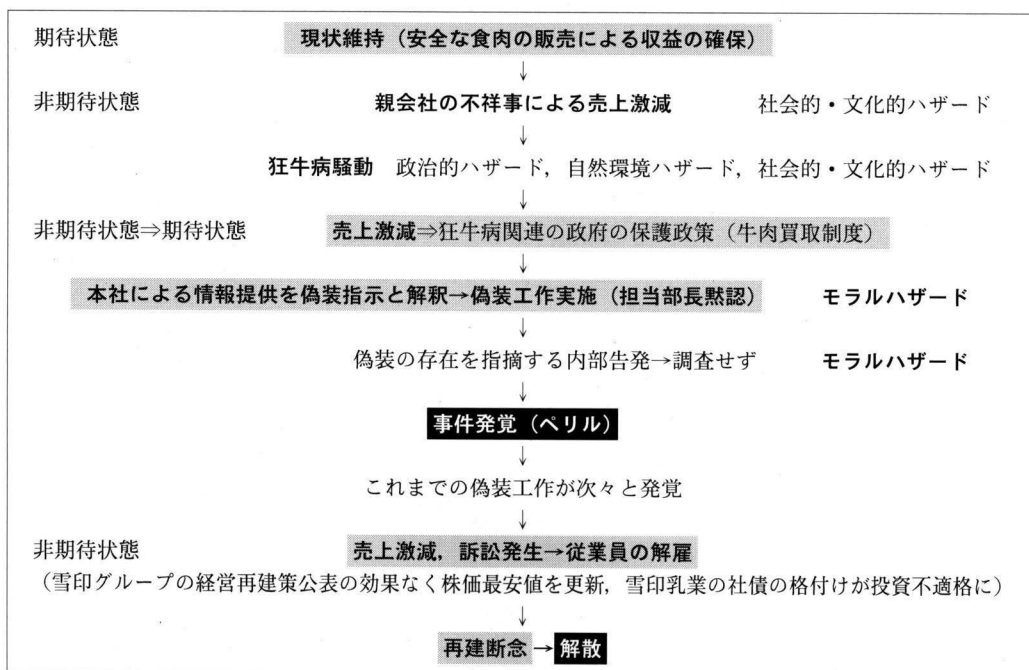 期待状態　現状維持（安全な食肉の販売による収益の確保）
↓
非期待状態　親会社の不祥事による売上激減　社会的・文化的ハザード
↓
狂牛病騒動　政治的ハザード，自然環境ハザード，社会的・文化的ハザード
↓
非期待状態⇒期待状態　売上激減⇒狂牛病関連の政府の保護政策（牛肉買取制度）
↓
本社による情報提供を偽装指示と解釈→偽装工作実施（担当部長黙認）　モラルハザード
↓
偽装の存在を指摘する内部告発→調査せず　モラルハザード
↓
事件発覚（ペリル）
↓
これまでの偽装工作が次々と発覚
↓
非期待状態　売上激減，訴訟発生→従業員の解雇
（雪印グループの経営再建策公表の効果なく株価最安値を更新，雪印乳業の社債の格付けが投資不適格に）
↓
再建断念→解散